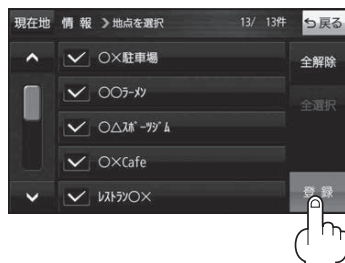 現在地 情報 》地点を選択 13/ 13件 戻る
○×駐車場
○○ﾗｰﾒﾝ
○△ｽﾎﾟｰﾂｼﾞﾑ
○×Cafe
ﾚｽﾄﾗﾝ○×
全解除
全選択
登録